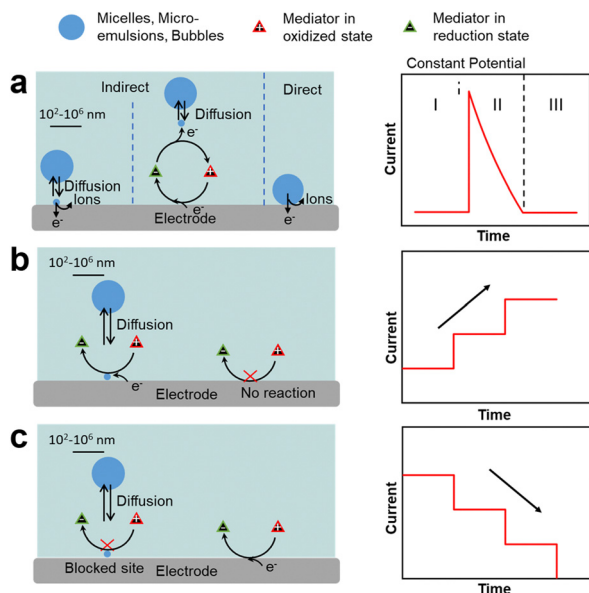 Micelles, Micro-
emulsions, Bubbles
Mediator in
oxidized state
Mediator in
reduction state
a
10²-10⁶ nm
Indirect
Direct
Diffusion
e⁻
Diffusion
Ions
e⁻
e⁻
Ions
e⁻
Electrode
Constant Potential
i
I
II
III
Current
Time
b
10²-10⁶ nm
Diffusion
e⁻
Electrode
No reaction
Current
Time
c
10²-10⁶ nm
Diffusion
Blocked site
Electrode
e⁻
Current
Time